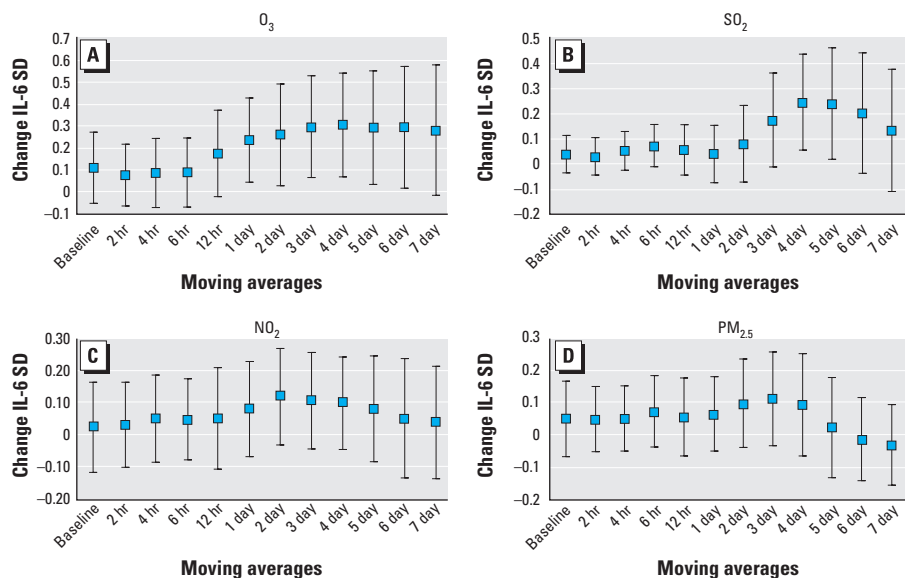 O3
A
Change IL-6 SD
0.7
0.6
0.5
0.4
0.3
0.2
0.1
0
–0.1
Baseline
2 hr
4 hr
6 hr
12 hr
1 day
2 day
3 day
4 day
5 day
6 day
7 day
Moving averages
SO2
B
Change IL-6 SD
0.5
0.4
0.3
0.2
0.1
0
–0.1
–0.2
Baseline
2 hr
4 hr
6 hr
12 hr
1 day
2 day
3 day
4 day
5 day
6 day
7 day
Moving averages
NO2
C
Change IL-6 SD
0.30
0.20
0.10
0
–0.10
–0.20
Baseline
2 hr
4 hr
6 hr
12 hr
1 day
2 day
3 day
4 day
5 day
6 day
7 day
Moving averages
PM2.5
D
Change IL-6 SD
0.3
0.2
0.1
0
–0.1
–0.2
Baseline
2 hr
4 hr
6 hr
12 hr
1 day
2 day
3 day
4 day
5 day
6 day
7 day
Moving averages